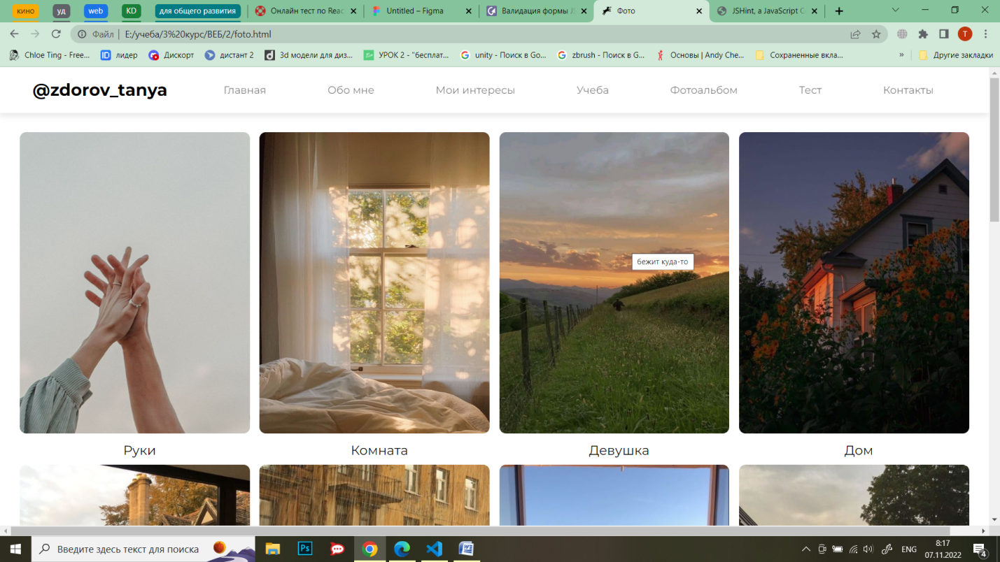 кино уд web KD для общего развития Онлайн тест по Reac Untitled – Figma Валидация формы JS Фото JSHint, a JavaScript C
Файл | E:/учеба/3%20курс/ВЕБ/2/foto.html T
Chloe Ting - Free... лидер Дискорт дистант 2 3d модели для диз... УРОК 2 - "бесплат... unity - Поиск в Go... zbrush - Поиск в G... Основы | Andy Che... Сохраненные вкла... » Другие закладки
@zdorov_tanya Главная Обо мне Мои интересы Учеба Фотоальбом Тест Контакты
бежит куда-то
Руки Комната Девушка Дом
Введите здесь текст для поиска Ps ENG 8:17
07.11.2022 4